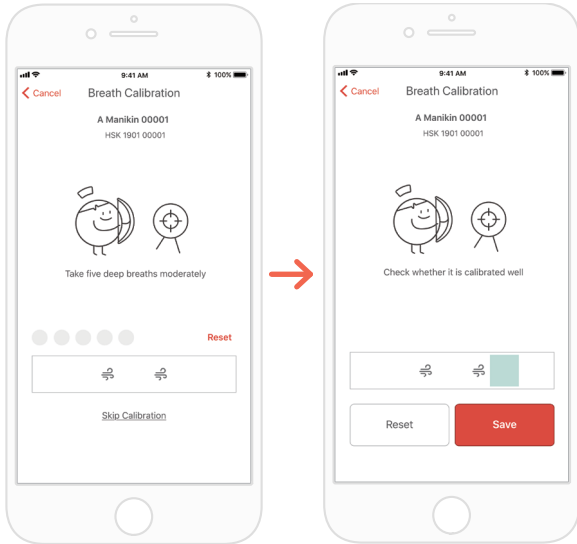 9:41 AM
100%
Cancel
Breath Calibration
A Manikin 00001
HSK 1901 00001
Take five deep breaths moderately
Reset
Skip Calibration
9:41 AM
100%
Cancel
Breath Calibration
A Manikin 00001
HSK 1901 00001
Check whether it is calibrated well
Reset
Save